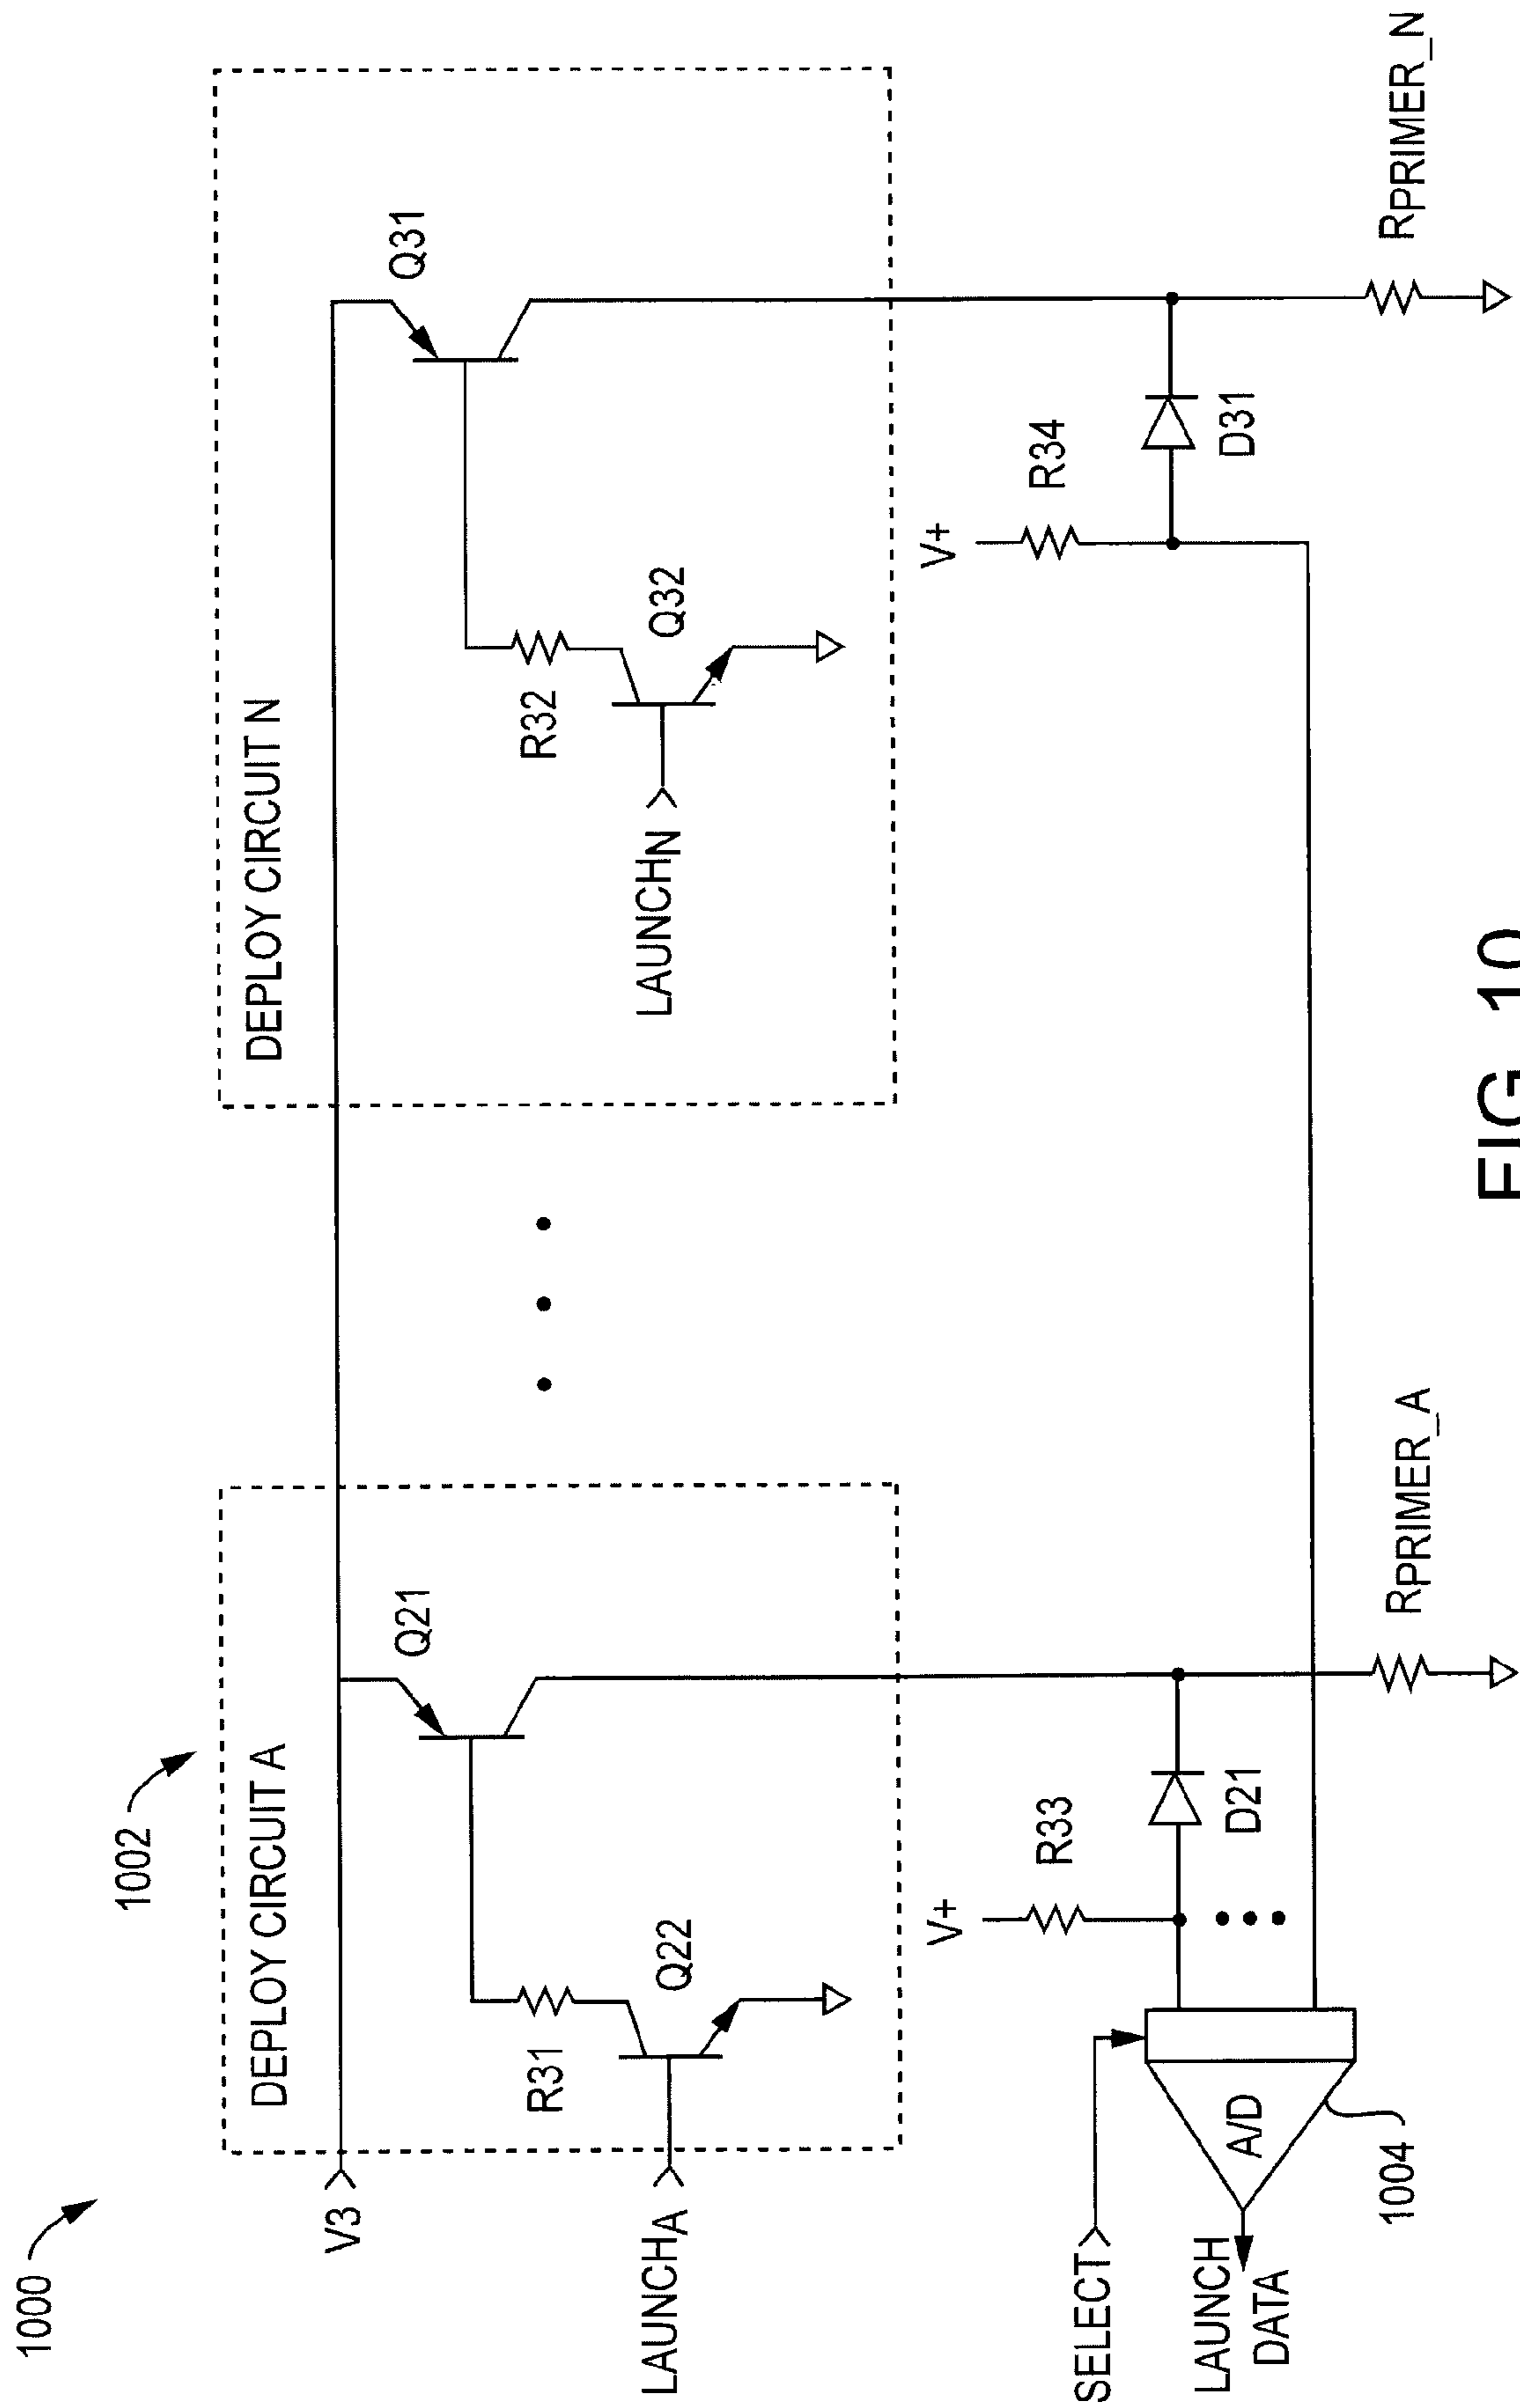 1000
1002
V3
DEPLOY CIRCUIT A
Q21
R31
Q22
LAUNCHA
DEPLOY CIRCUIT N
Q31
R32
Q32
LAUNCHN
V+
R33
D21
V+
R34
D31
SELECT
A/D
LAUNCH
DATA
1004
RPRIMER_A
RPRIMER_N
FIG. 10